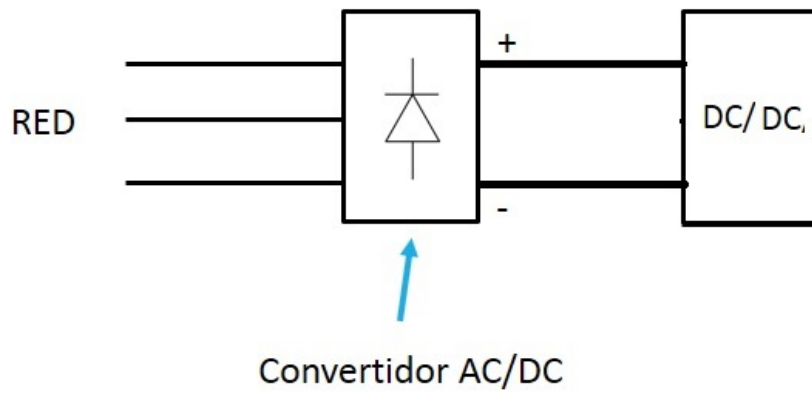 +
RED
DC/ DC,
-
Convertidor AC/DC